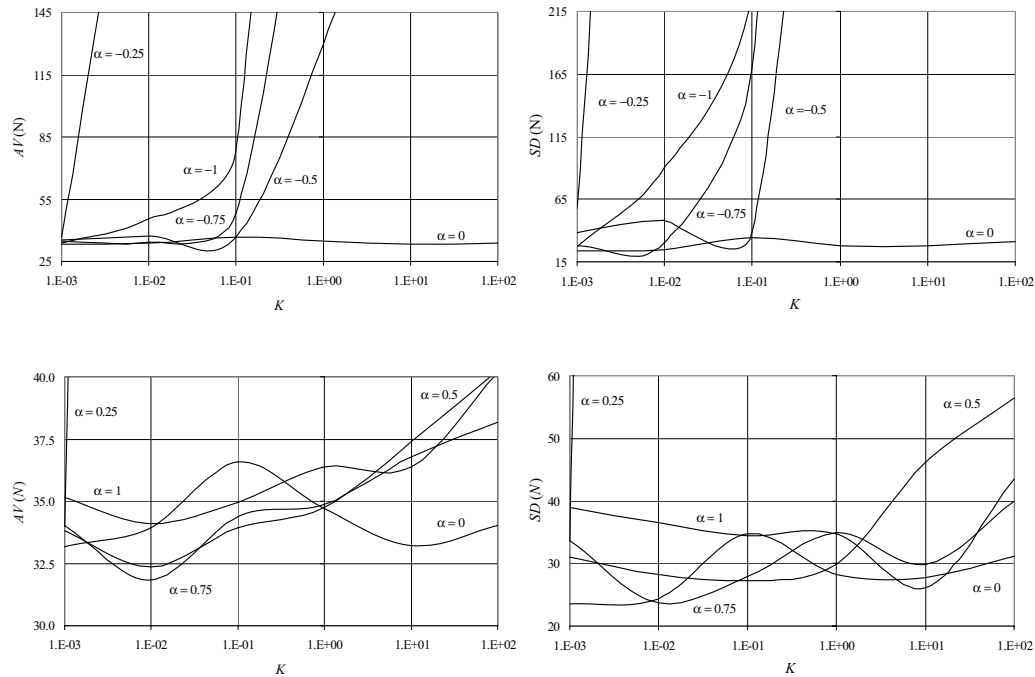 145
115
85
55
25
AV (N)
α = −0.25
α = −1
α = −0.75
α = −0.5
α = 0
1.E−03 1.E−02 1.E−01 1.E+00 1.E+01 1.E+02
K
215
165
115
65
15
SD (N)
α = −0.25
α = −1
α = −0.5
α = −0.75
α = 0
1.E−03 1.E−02 1.E−01 1.E+00 1.E+01 1.E+02
K
40.0
37.5
35.0
32.5
30.0
AV (N)
α = 0.25
α = 0.5
α = 1
α = 0
α = 0.75
1.E−03 1.E−02 1.E−01 1.E+00 1.E+01 1.E+02
K
60
50
40
30
20
SD (N)
α = 0.25
α = 0.5
α = 1
α = 0
α = 0.75
1.E−03 1.E−02 1.E−01 1.E+00 1.E+01 1.E+02
K